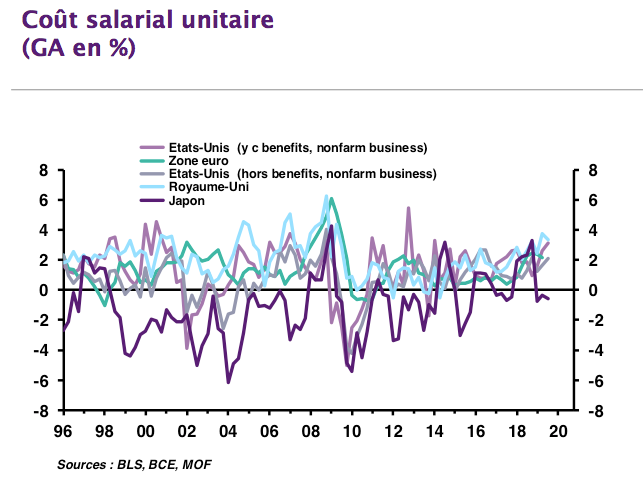 Coût salarial unitaire
(GA en %)
Etats-Unis (y c benefits, nonfarm business)
Zone euro
Etats-Unis (hors benefits, nonfarm business)
Royaume-Uni
Japon
8 8
6 6
4 4
2 2
0 0
-2 -2
-4 -4
-6 -6
-8 -8
96 98 00 02 04 06 08 10 12 14 16 18 20
Sources : BLS, BCE, MOF